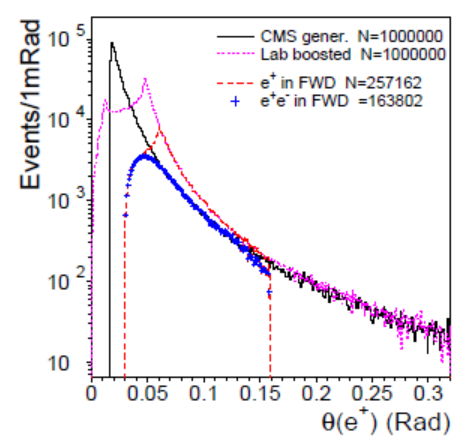 CMS gener. N=1000000
Lab boosted N=1000000
e⁺ in FWD N=257162
e⁺e⁻ in FWD =163802
Events/1mRad
10⁵
10⁴
10³
10²
10
0 0.05 0.1 0.15 0.2 0.25 0.3
θ(e⁺) (Rad)